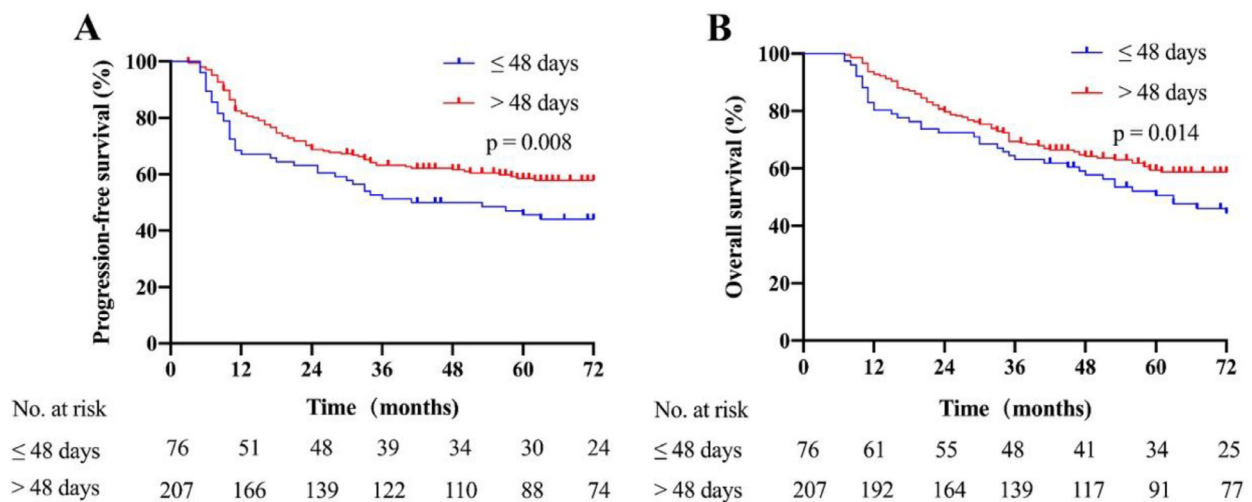 A
Progression-free survival (%)
100
80
60
40
20
0
≤ 48 days
> 48 days
p = 0.008
0 12 24 36 48 60 72
Time (months)
No. at risk
≤ 48 days 76 51 48 39 34 30 24
> 48 days 207 166 139 122 110 88 74
B
Overall survival (%)
100
80
60
40
20
0
≤ 48 days
> 48 days
p = 0.014
0 12 24 36 48 60 72
Time (months)
No. at risk
≤ 48 days 76 61 55 48 41 34 25
> 48 days 207 192 164 139 117 91 77